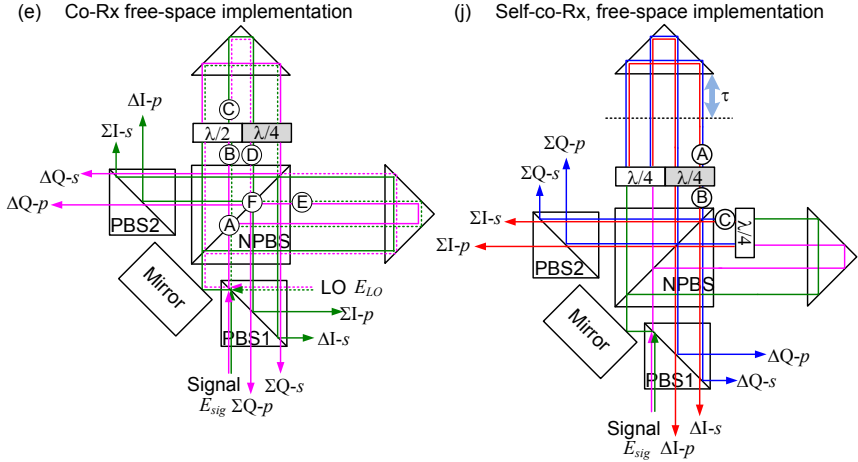 (e) Co-Rx free-space implementation
C
ΔI-p
ΣI-s
λ/2 λ/4
B D
ΔQ-s
ΔQ-p
F E
A
PBS2
NPBS
Mirror
LO E_LO
ΣI-p
PBS1
ΔI-s
Signal
E_sig ΣQ-p
ΣQ-s
(j) Self-co-Rx, free-space implementation
τ
A
ΣQ-p
ΣQ-s
λ/4 λ/4
B
ΣI-s
C
λ/4
ΣI-p
PBS2
NPBS
Mirror
ΔQ-p
PBS1
ΔQ-s
Signal
E_sig
ΔI-s
ΔI-p